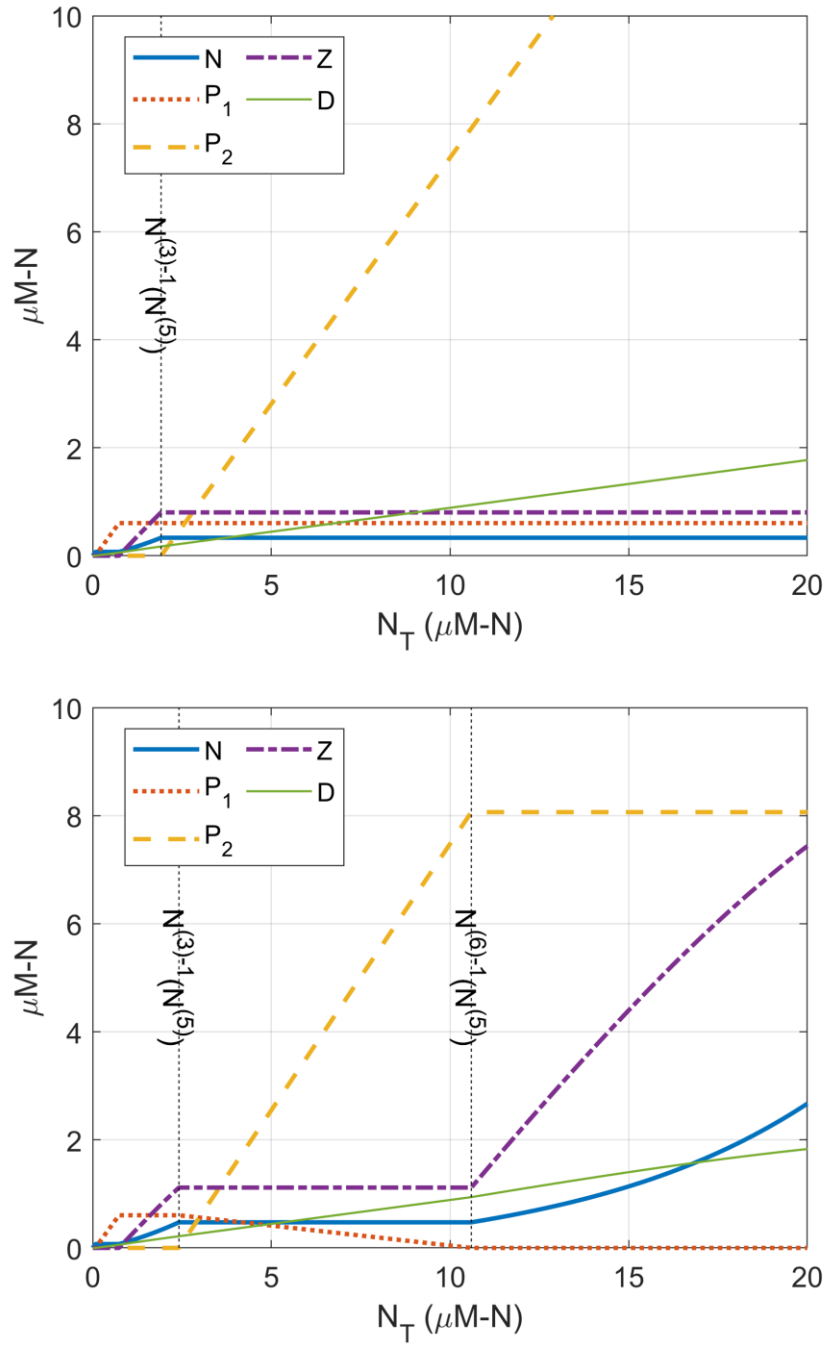 10
8
6
4
2
0
μM-N
N Z
P₁ D
P₂
N⁽³⁾⁻¹(N⁽⁵⁾)
0 5 10 15 20
N_T (μM-N)
10
8
6
4
2
0
μM-N
N Z
P₁ D
P₂
N⁽³⁾⁻¹(N⁽⁵⁾)
N⁽⁶⁾⁻¹(N⁽⁵⁾)
0 5 10 15 20
N_T (μM-N)